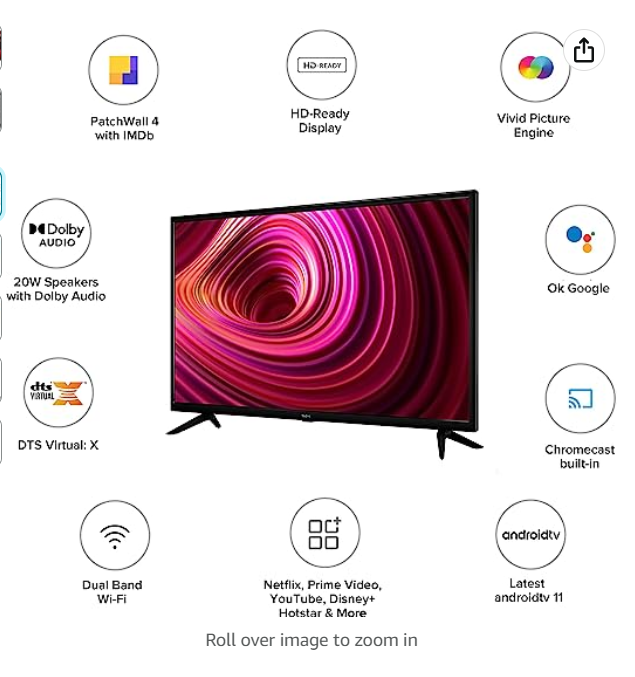 HD-READY
PatchWall 4
with IMDb
HD-Ready
Display
Vivid Picture
Engine
Dolby
AUDIO
20W Speakers
with Dolby Audio
Ok Google
dts
VIRTUAL X
DTS Virtual: X
Chromecast
built-in
androidtv
Dual Band
Wi-Fi
Netflix, Prime Video,
YouTube, Disney+
Hotstar & More
Latest
androidtv 11
Roll over image to zoom in